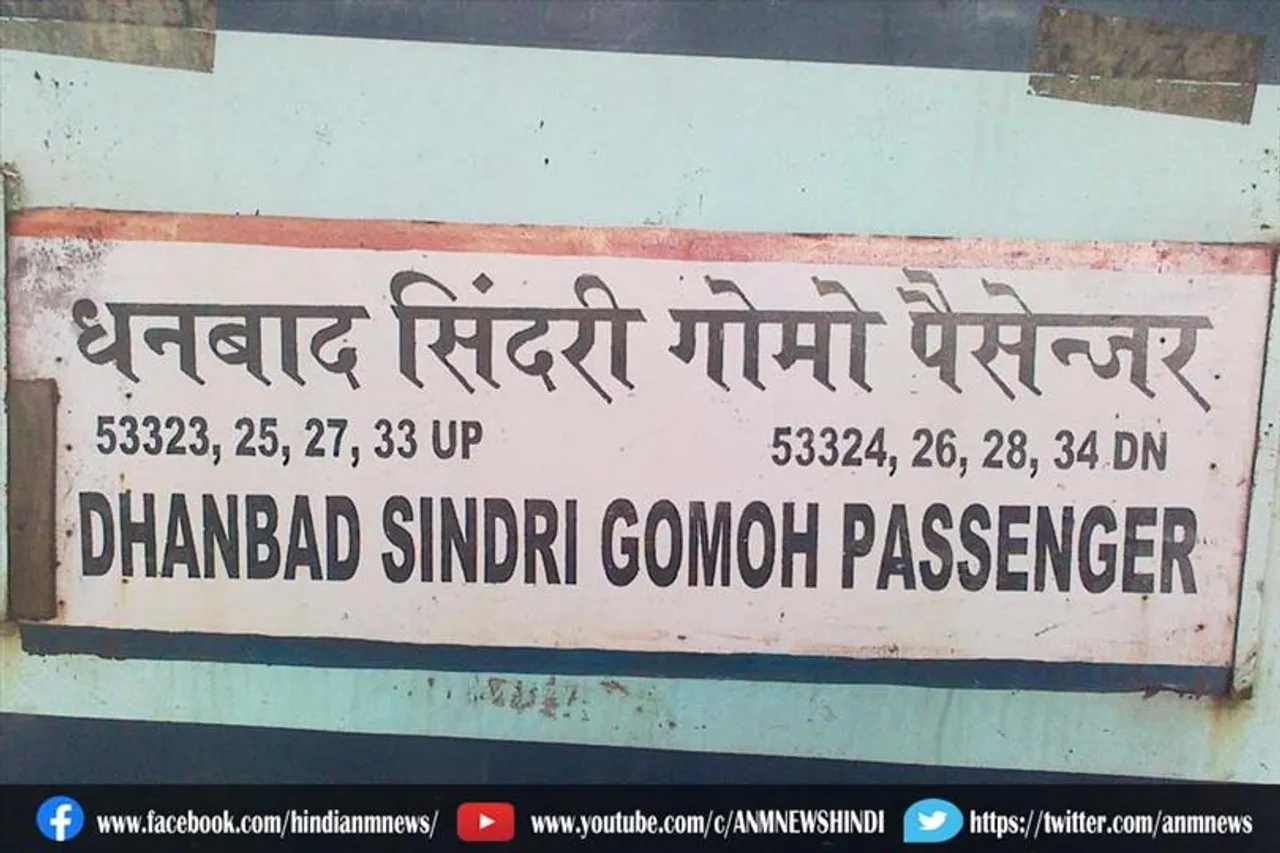 धनबाद सिंदरी गोमो पैसेन्जर
53323, 25, 27, 33 UP 53324, 26, 28, 34 DN
DHANBAD SINDRI GOMOH PASSENGER
www.facebook.com/hindianmnews/ www.youtube.com/c/ANMNEWSHINDI https://twitter.com/anmnews